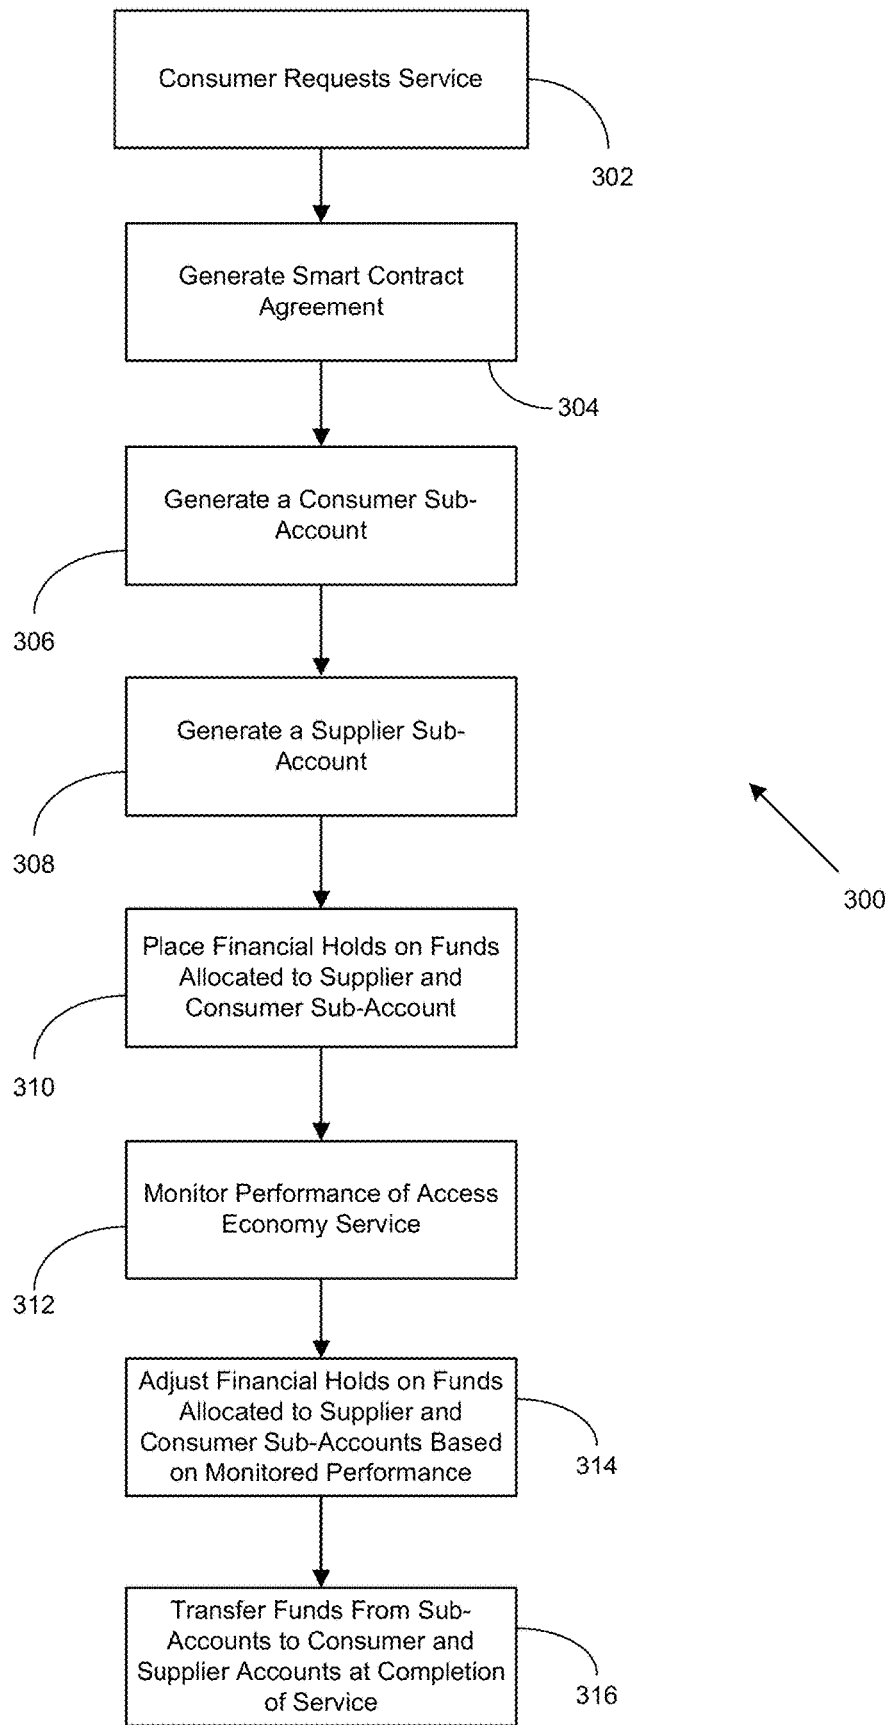 Consumer Requests Service
302
Generate Smart Contract
Agreement
304
Generate a Consumer Sub-
Account
306
Generate a Supplier Sub-
Account
308
300
Place Financial Holds on Funds
Allocated to Supplier and
Consumer Sub-Account
310
Monitor Performance of Access
Economy Service
312
Adjust Financial Holds on Funds
Allocated to Supplier and
Consumer Sub-Accounts Based
on Monitored Performance
314
Transfer Funds From Sub-
Accounts to Consumer and
Supplier Accounts at Completion
of Service
316